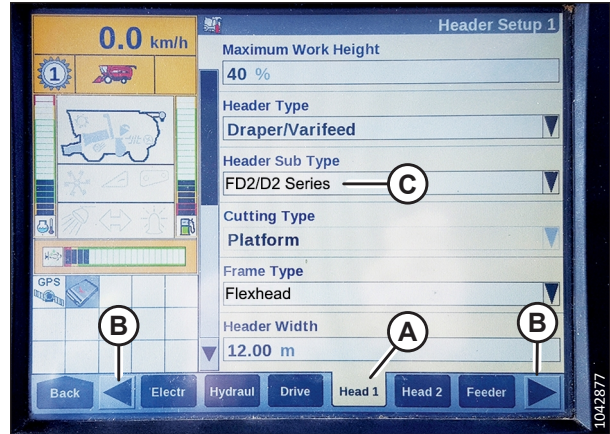 0.0 km/h
Header Setup 1
1
Maximum Work Height
40 %
Header Type
Draper/Varifeed
Header Sub Type
FD2/D2 Series
C
Cutting Type
Platform
Frame Type
Flexhead
GPS
Header Width
12.00 m
B
A
B
Back
Electr
Hydraul
Drive
Head 1
Head 2
Feeder
1042877